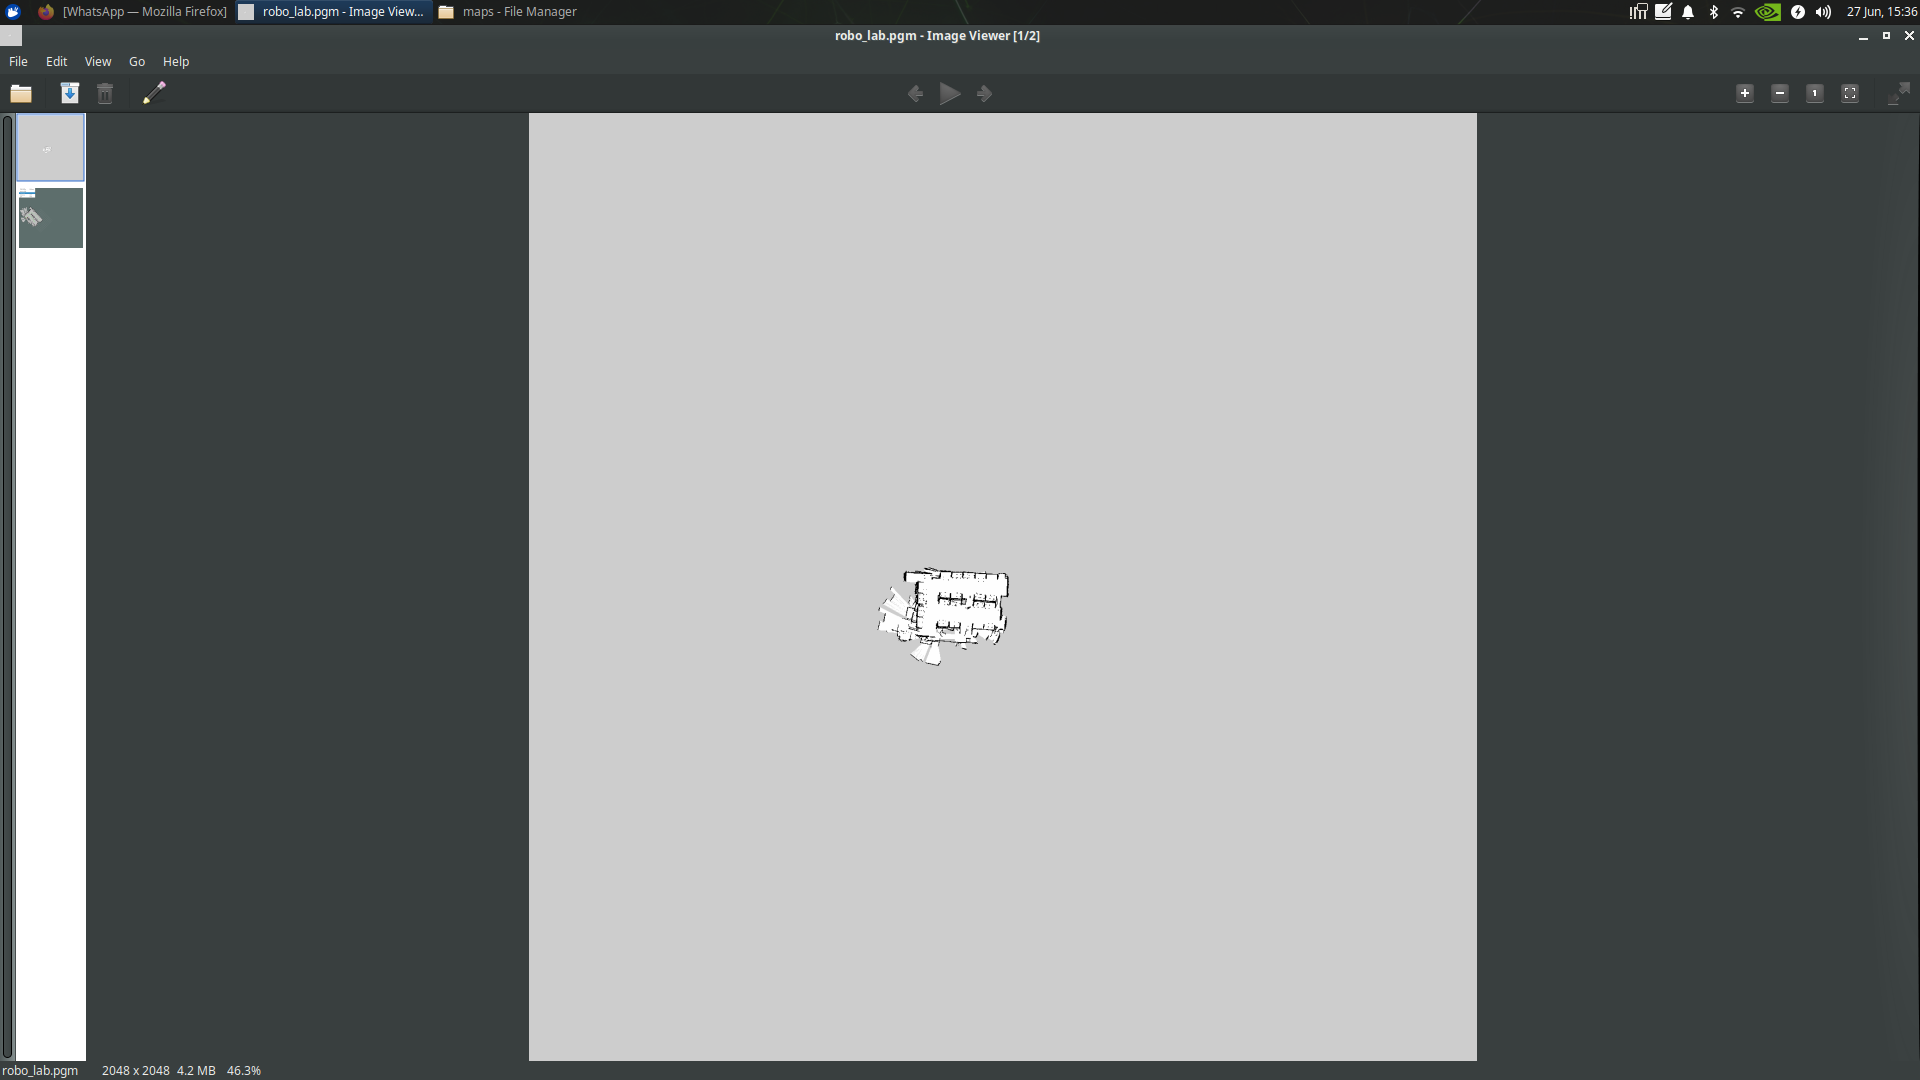 [WhatsApp — Mozilla Firefox] robo_lab.pgm - Image View... maps - File Manager 27 Jun, 15:36
robo_lab.pgm - Image Viewer [1/2]
File Edit View Go Help
1
robo_lab.pgm 2048 x 2048 4.2 MB 46.3%